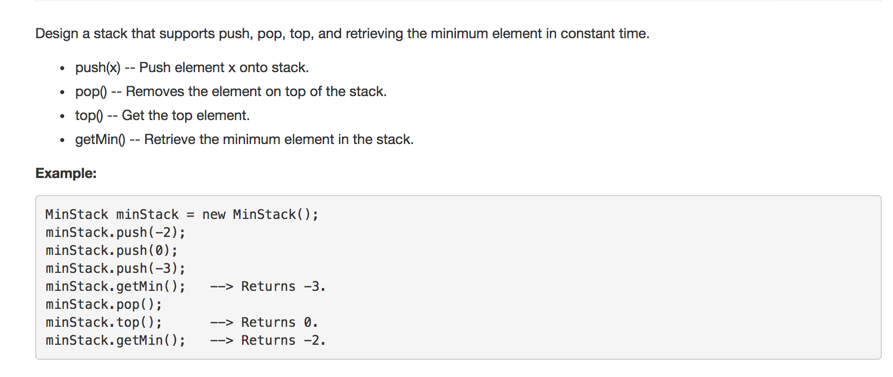 Design a stack that supports push, pop, top, and retrieving the minimum element in constant time.
• push(x) -- Push element x onto stack.
• pop() -- Removes the element on top of the stack.
• top() -- Get the top element.
• getMin() -- Retrieve the minimum element in the stack.
Example:
MinStack minStack = new MinStack();
minStack.push(-2);
minStack.push(0);
minStack.push(-3);
minStack.getMin();   --> Returns -3.
minStack.pop();
minStack.top();      --> Returns 0.
minStack.getMin();   --> Returns -2.